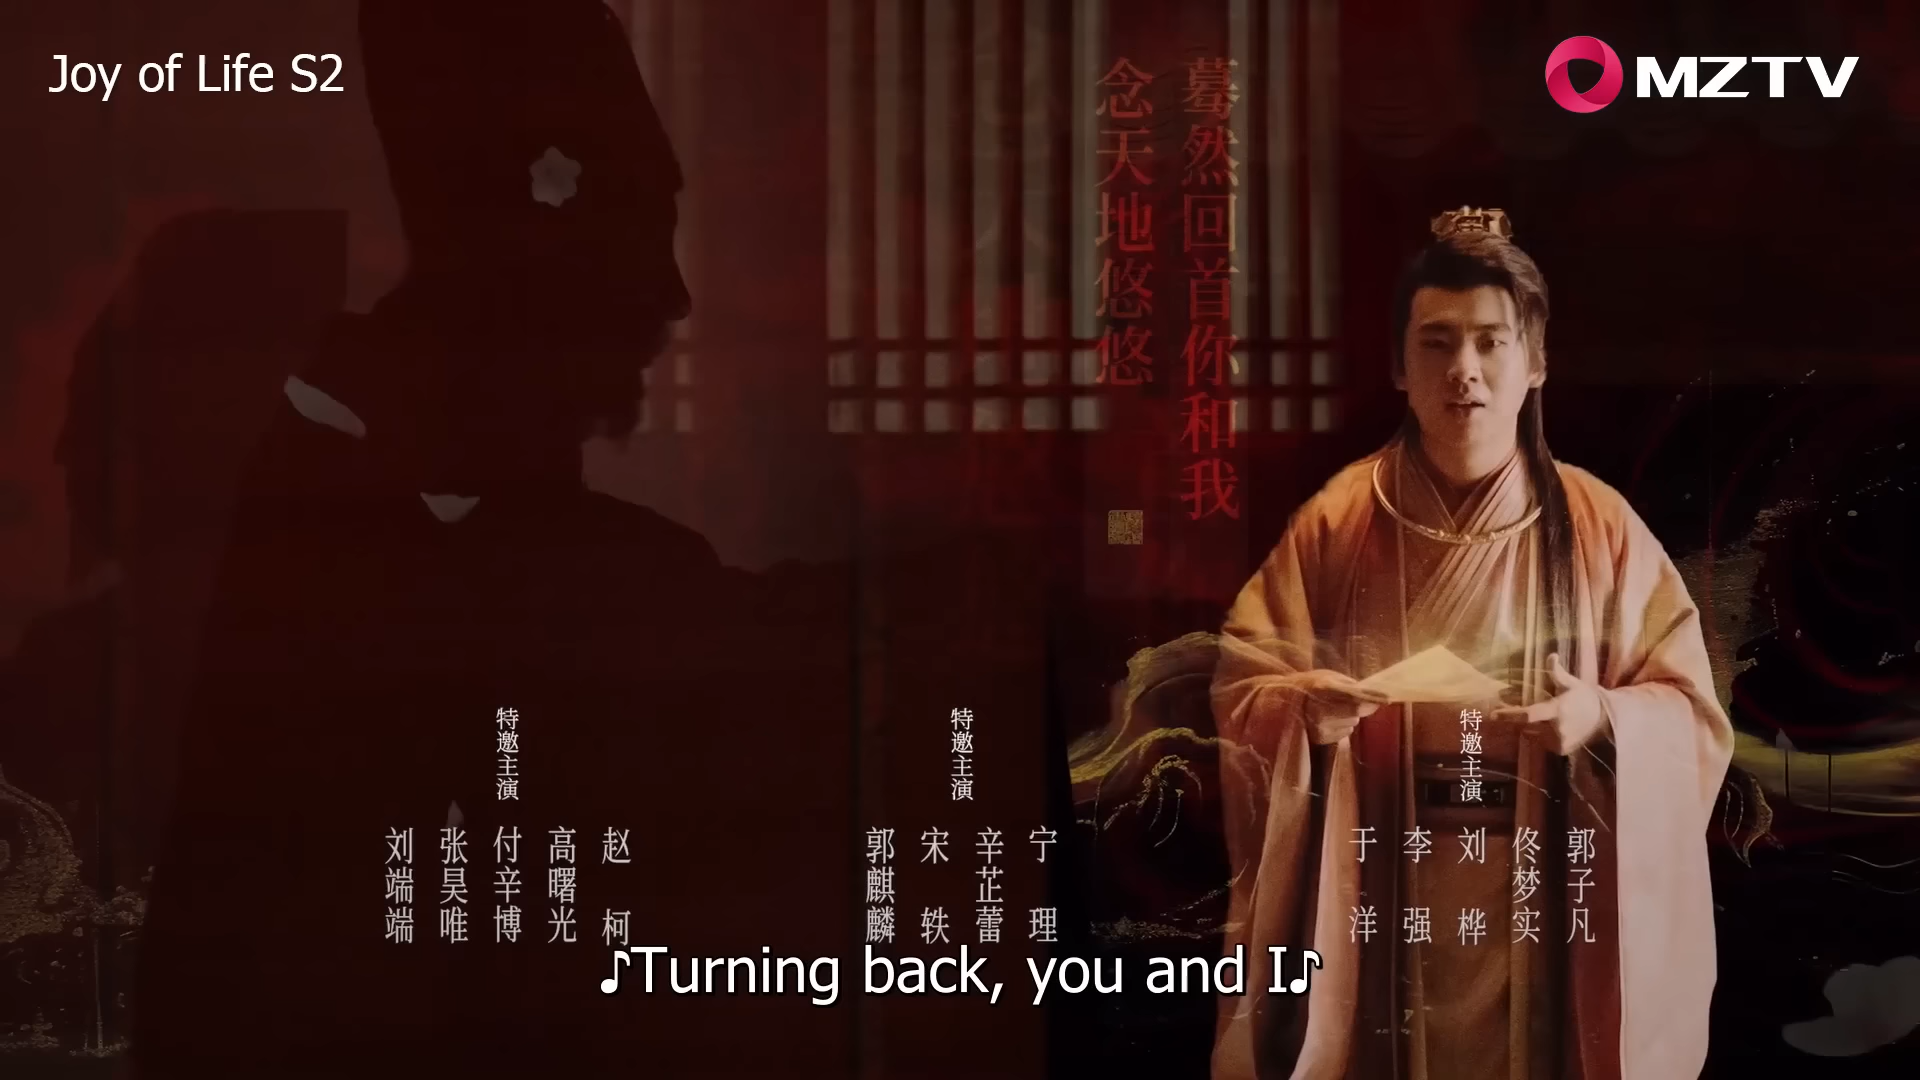 Joy of Life S2
MZTV
蓦然回首你和我
念天地悠悠
特邀主演
赵柯
高曙光
付辛博
张昊唯
刘端端
特邀主演
宁理
辛芷蕾
宋轶
郭麒麟
特邀主演
郭子凡
佟梦实
刘桦
李强
于洋
♪Turning back, you and I♪